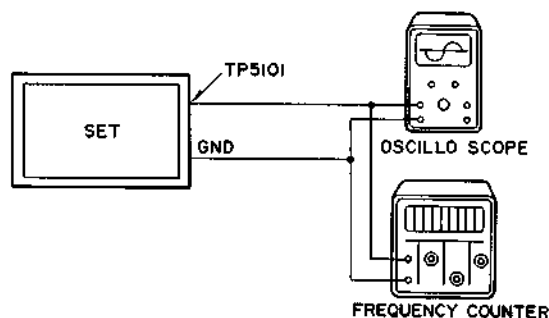 TP5101
SET
GND
OSCILLO SCOPE
FREQUENCY COUNTER